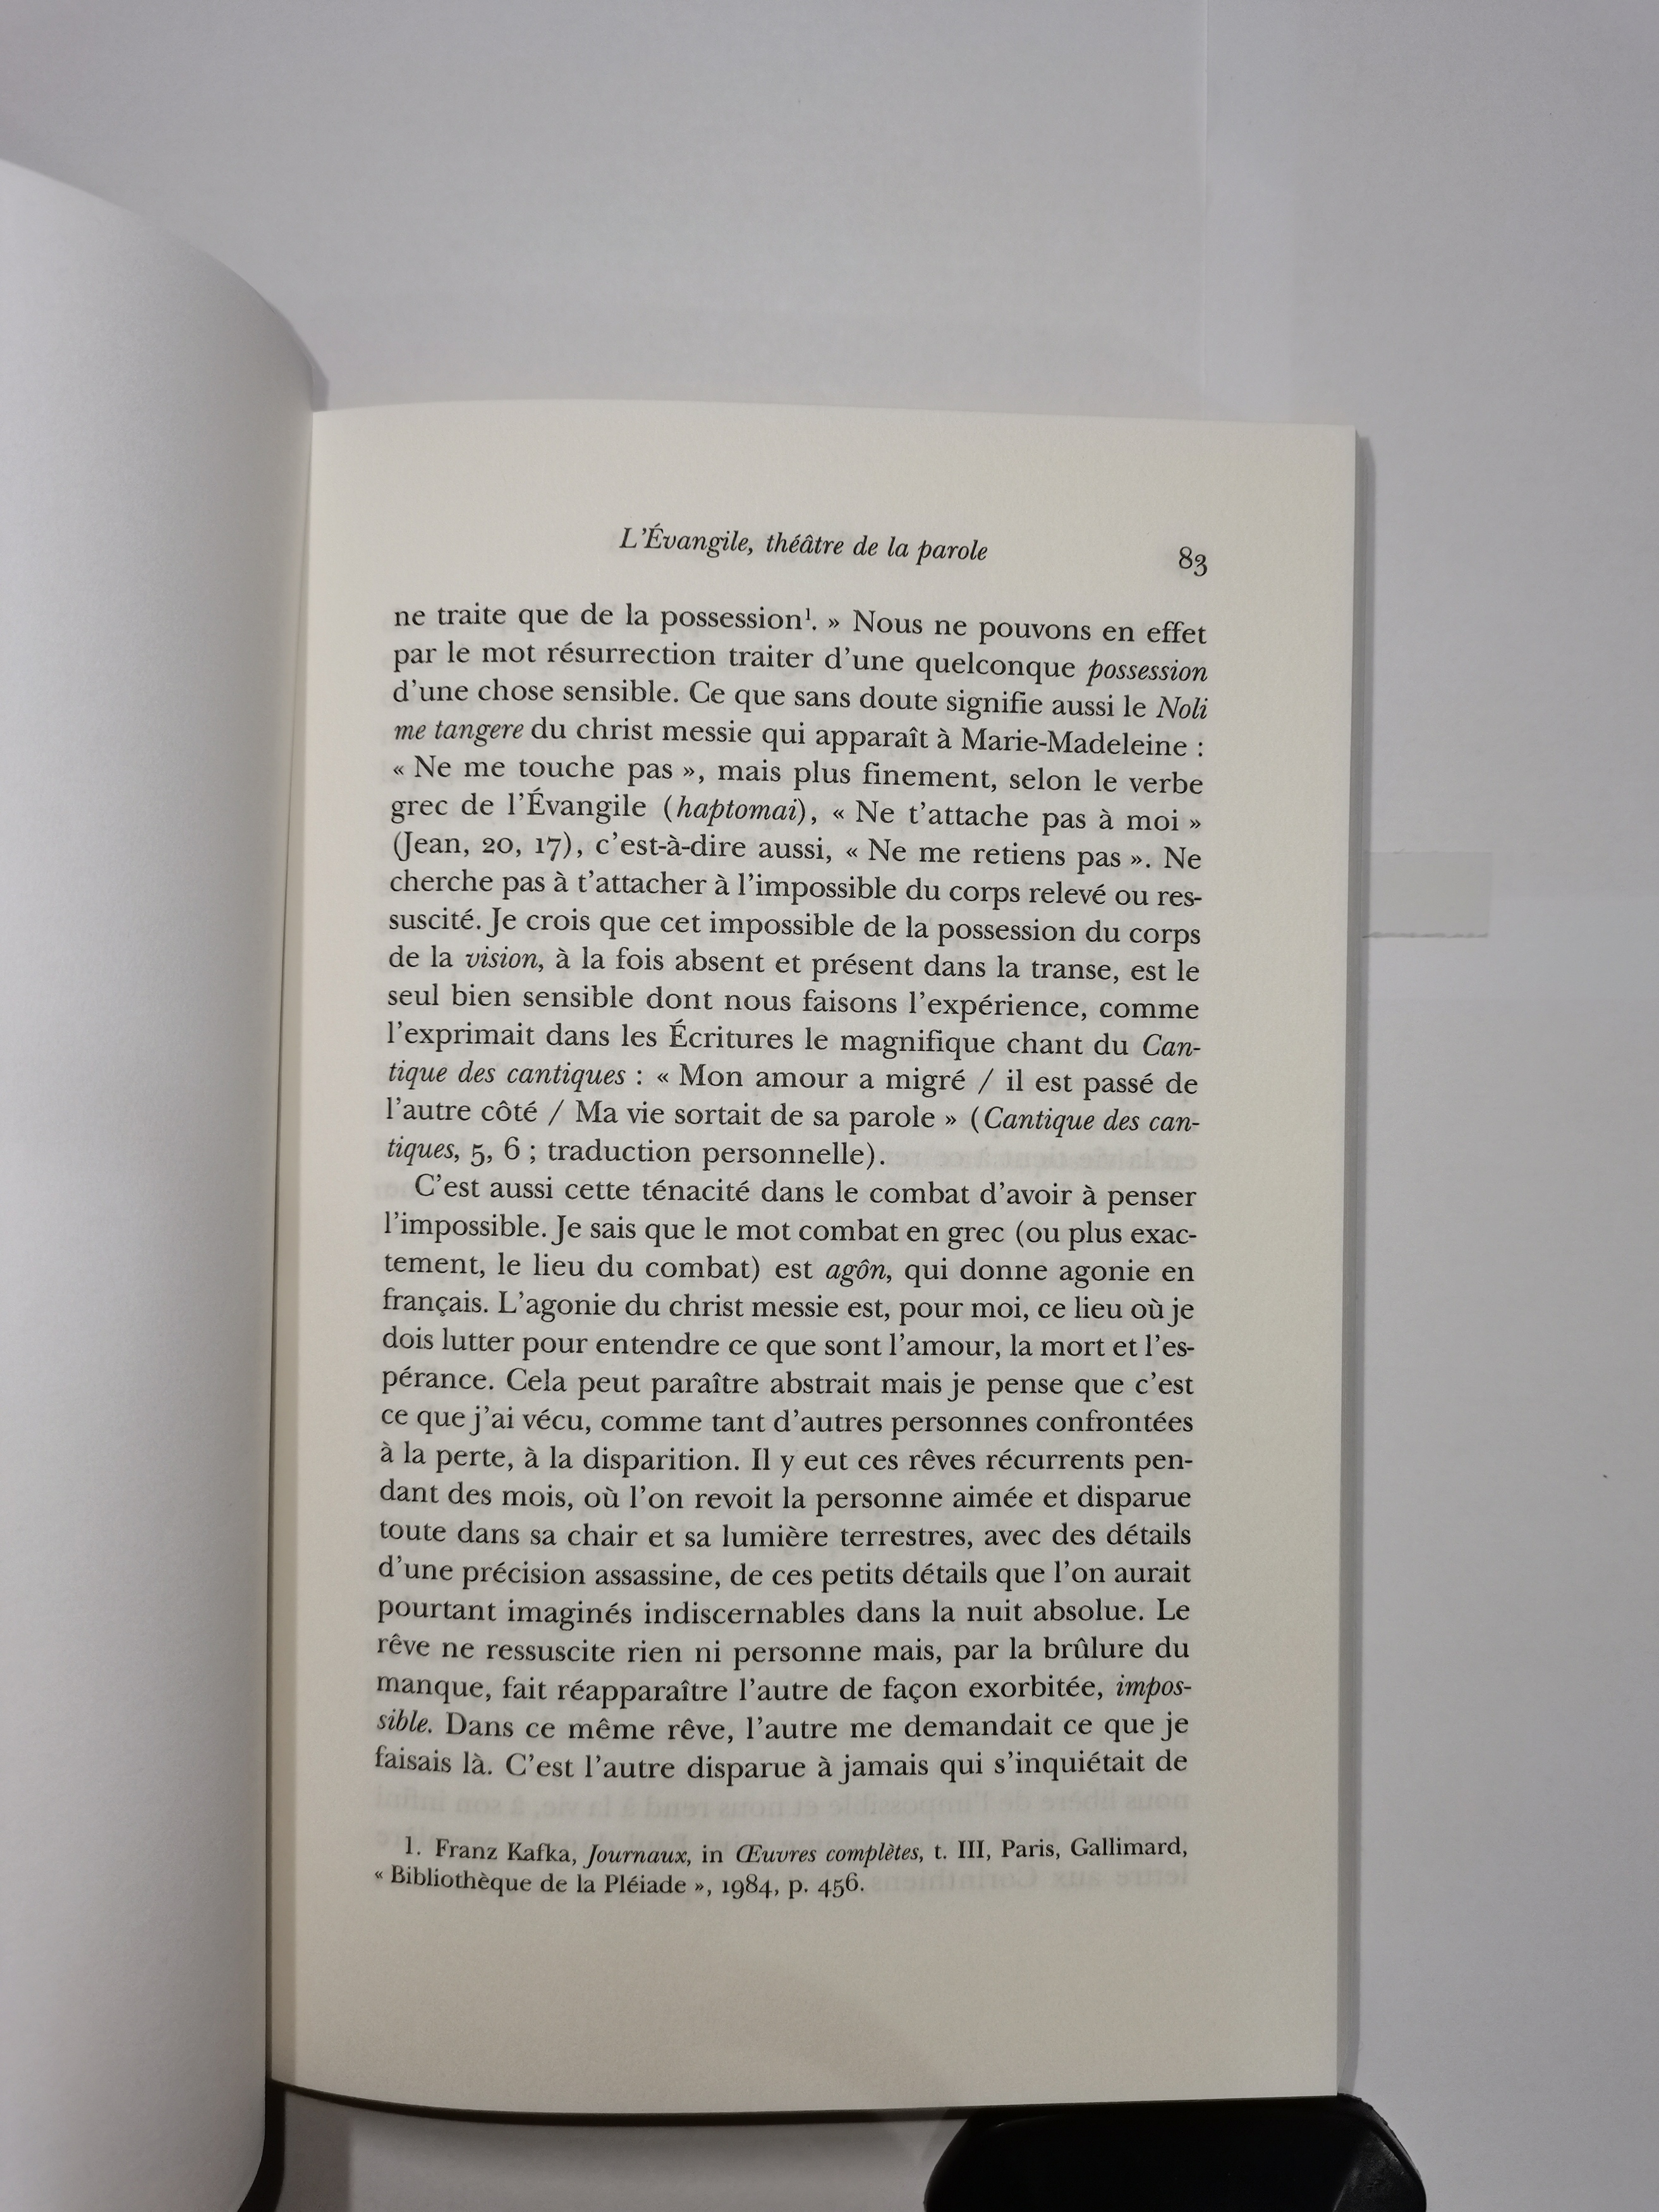 L'Évangile, théâtre de la parole 83
ne traite que de la possession¹. » Nous ne pouvons en effet
par le mot résurrection traiter d'une quelconque possession
d'une chose sensible. Ce que sans doute signifie aussi le Noli
me tangere du christ messie qui apparaît à Marie-Madeleine :
« Ne me touche pas », mais plus finement, selon le verbe
grec de l'Évangile (haptomai), « Ne t'attache pas à moi »
(Jean, 20, 17), c'est-à-dire aussi, « Ne me retiens pas ». Ne
cherche pas à t'attacher à l'impossible du corps relevé ou res-
suscité. Je crois que cet impossible de la possession du corps
de la vision, à la fois absent et présent dans la transe, est le
seul bien sensible dont nous faisons l'expérience, comme
l'exprimait dans les Écritures le magnifique chant du Can-
tique des cantiques : « Mon amour a migré / il est passé de
l'autre côté / Ma vie sortait de sa parole » (Cantique des can-
tiques, 5, 6 ; traduction personnelle).
C'est aussi cette ténacité dans le combat d'avoir à penser
l'impossible. Je sais que le mot combat en grec (ou plus exac-
tement, le lieu du combat) est agôn, qui donne agonie en
français. L'agonie du christ messie est, pour moi, ce lieu où je
dois lutter pour entendre ce que sont l'amour, la mort et l'es-
pérance. Cela peut paraître abstrait mais je pense que c'est
ce que j'ai vécu, comme tant d'autres personnes confrontées
à la perte, à la disparition. Il y eut ces rêves récurrents pen-
dant des mois, où l'on revoit la personne aimée et disparue
toute dans sa chair et sa lumière terrestres, avec des détails
d'une précision assassine, de ces petits détails que l'on aurait
pourtant imaginés indiscernables dans la nuit absolue. Le
rêve ne ressuscite rien ni personne mais, par la brûlure du
manque, fait réapparaître l'autre de façon exorbitée, impos-
sible. Dans ce même rêve, l'autre me demandait ce que je
faisais là. C'est l'autre disparue à jamais qui s'inquiétait de
1. Franz Kafka, Journaux, in Œuvres complètes, t. III, Paris, Gallimard,
« Bibliothèque de la Pléiade », 1984, p. 456.